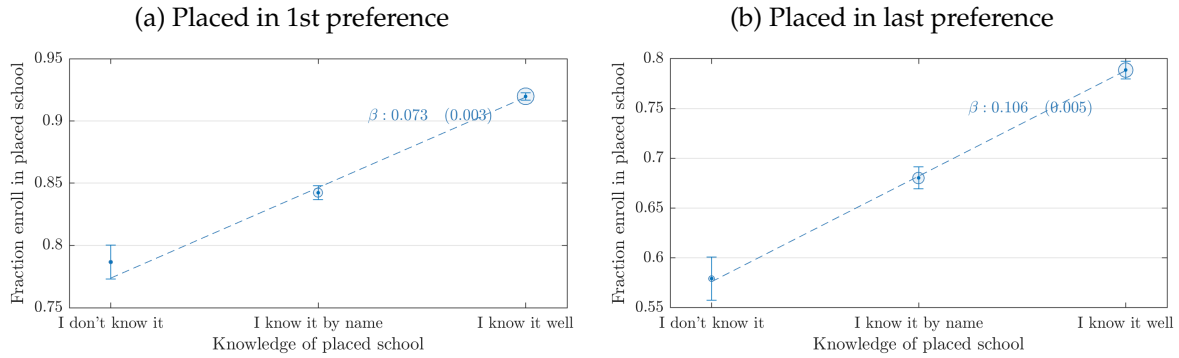 (a) Placed in 1st preference
0.95
0.9
0.85
0.8
0.75
Fraction enroll in placed school
β : 0.073 (0.003)
I don't know it
I know it by name
I know it well
Knowledge of placed school
(b) Placed in last preference
0.8
0.75
0.7
0.65
0.6
0.55
Fraction enroll in placed school
β : 0.106 (0.005)
I don't know it
I know it by name
I know it well
Knowledge of placed school